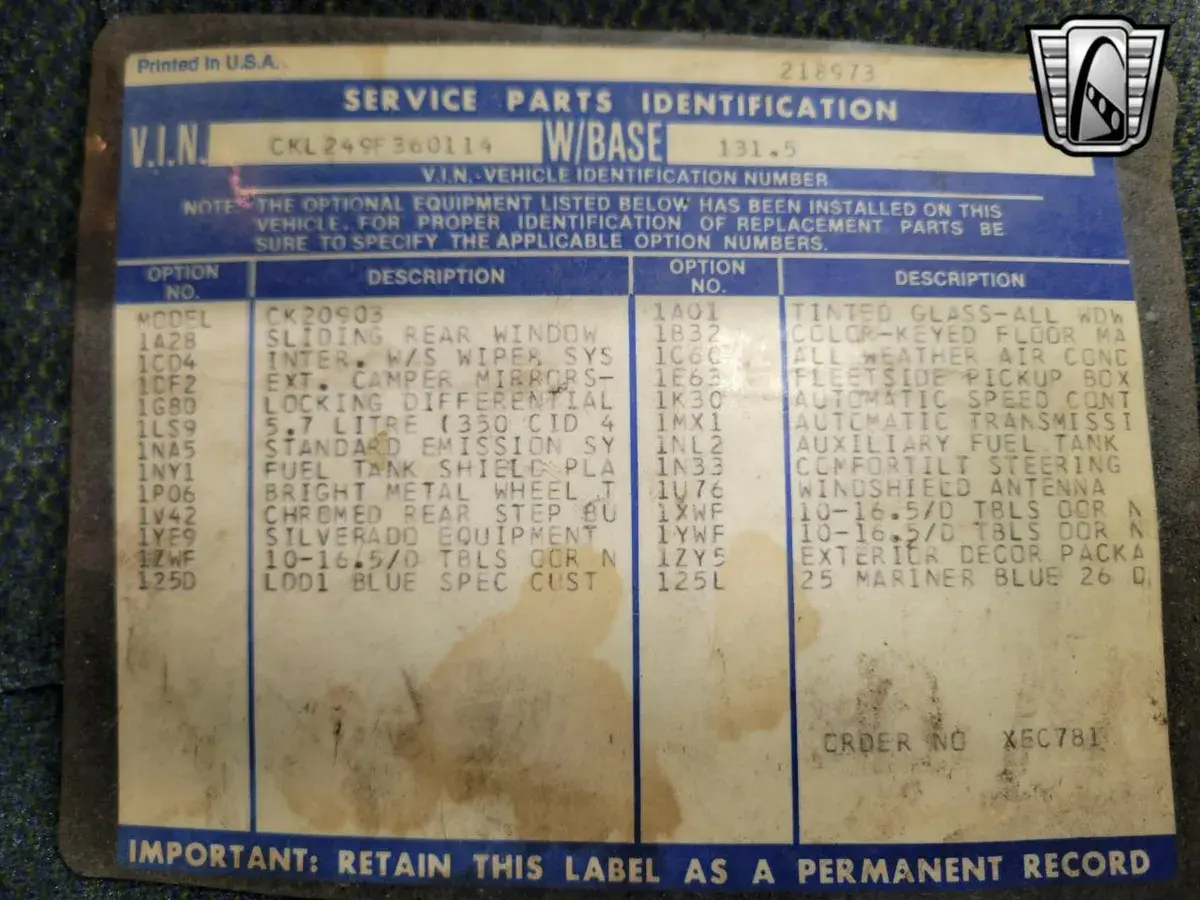 Printed in U.S.A. 218973
SERVICE PARTS IDENTIFICATION
V.I.N. CKL249F360114 W/BASE 131.5
V.I.N.-VEHICLE IDENTIFICATION NUMBER
NOTE: THE OPTIONAL EQUIPMENT LISTED BELOW HAS BEEN INSTALLED ON THIS
VEHICLE. FOR PROPER IDENTIFICATION OF REPLACEMENT PARTS BE
SURE TO SPECIFY THE APPLICABLE OPTION NUMBERS.
OPTION NO. DESCRIPTION OPTION NO. DESCRIPTION
MODEL CK20903 1A01 TINTED GLASS-ALL WDW
1A28 SLIDING REAR WINDOW 1B32 COLOR-KEYED FLOOR MA
1CD4 INTER. W/S WIPER SYS 1C60 ALL WEATHER AIR COND
1DF2 EXT. CAMPER MIRRORS- 1E63 FLEETSIDE PICKUP BOX
1G80 LOCKING DIFFERENTIAL 1K30 AUTOMATIC SPEED CONT
1LS9 5.7 LITRE (350 CID 4 1MX1 AUTOMATIC TRANSMISSI
1NA5 STANDARD EMISSION SY 1NL2 AUXILIARY FUEL TANK
1NY1 FUEL TANK SHIELD PLA 1N33 COMFORTILT STEERING
1P06 BRIGHT METAL WHEEL T 1U76 WINDSHIELD ANTENNA
1V42 CHROMED REAR STEP BU 1XWF 10-16.5/D TBLS OOR N
1YE9 SILVERADO EQUIPMENT 1YWF 10-16.5/D TBLS OOR N
1ZWF 10-16.5/D TBLS OOR N 1ZY5 EXTERIOR DECOR PACKA
125D LDD1 BLUE SPEC CUST 125L 25 MARINER BLUE 26 D
ORDER NO XEC781
IMPORTANT: RETAIN THIS LABEL AS A PERMANENT RECORD